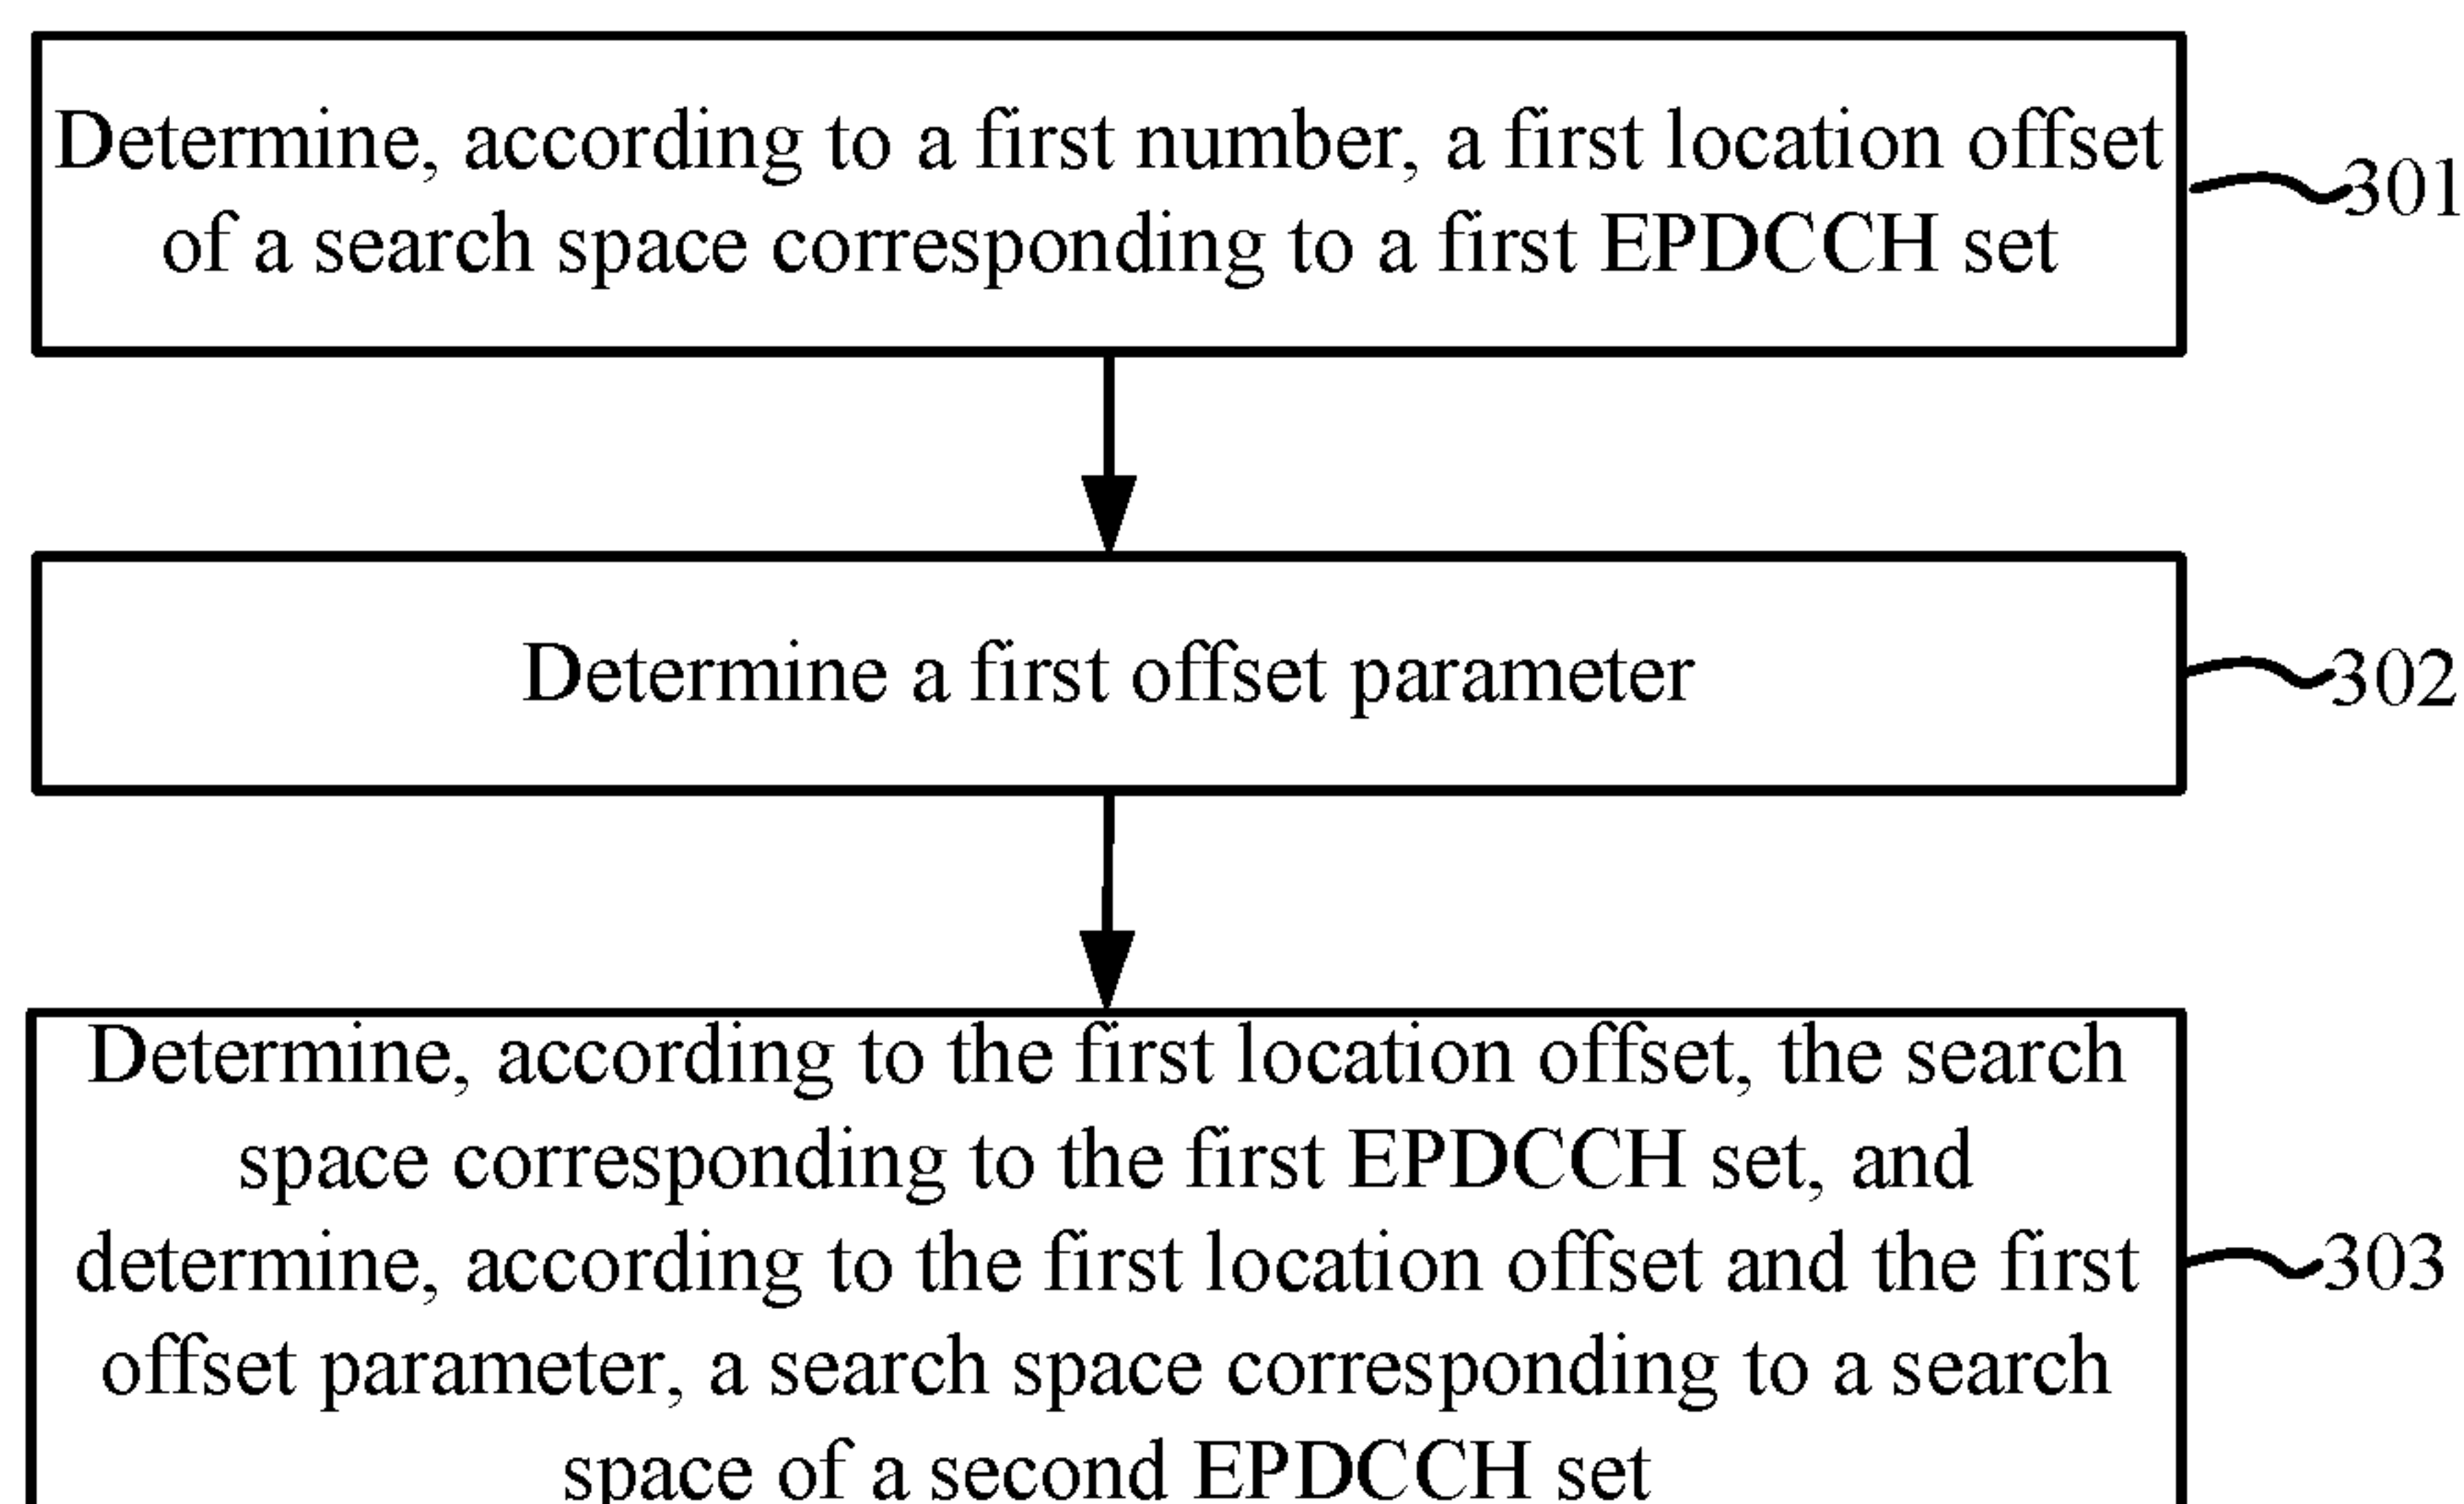 Determine, according to a first number, a first location offset
of a search space corresponding to a first EPDCCH set
301
Determine a first offset parameter
302
Determine, according to the first location offset, the search
space corresponding to the first EPDCCH set, and
determine, according to the first location offset and the first
offset parameter, a search space corresponding to a search
space of a second EPDCCH set
303